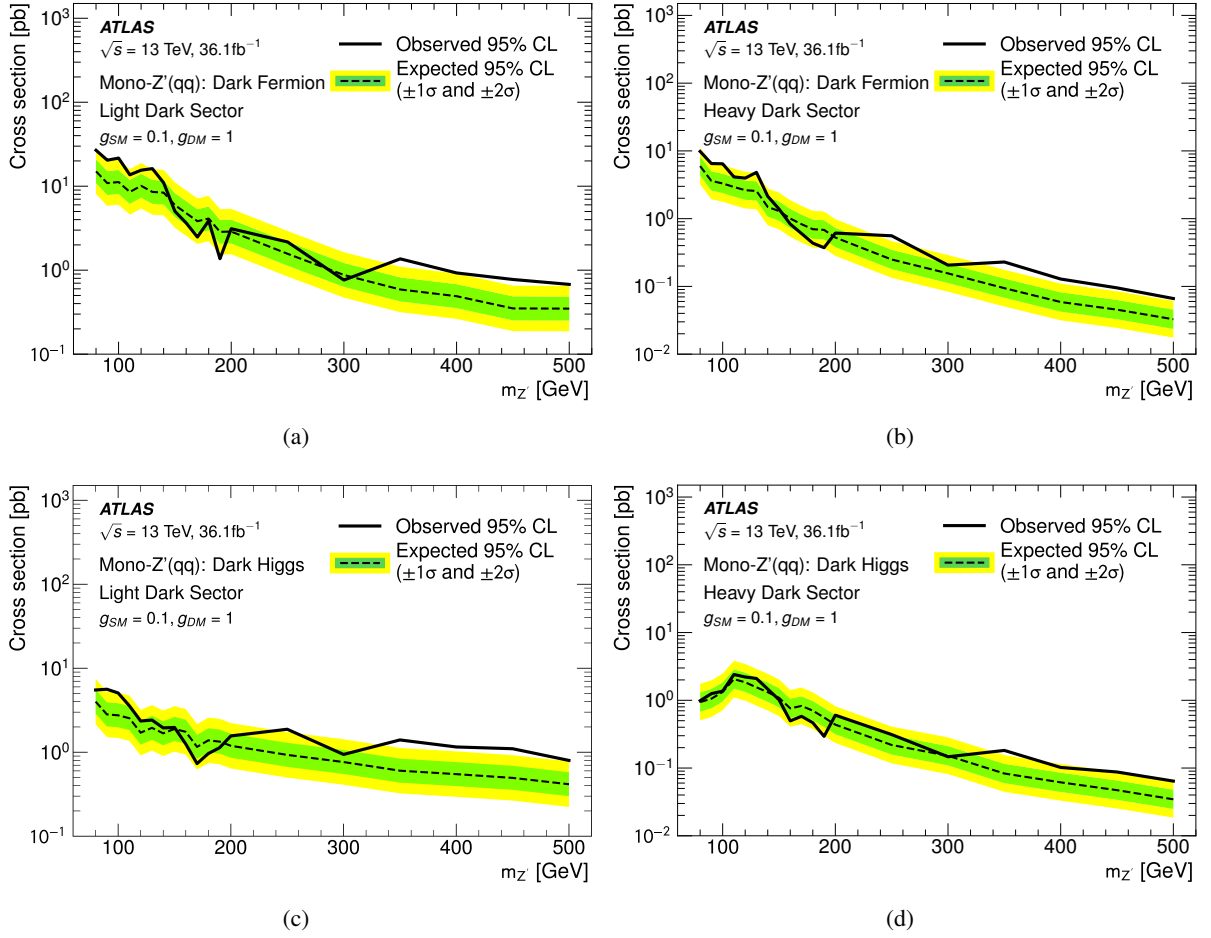 Cross section [pb]
10³
10²
10
1
10⁻¹
ATLAS
√s = 13 TeV, 36.1fb⁻¹
Mono-Z'(qq): Dark Fermion
Light Dark Sector
g_SM = 0.1, g_DM = 1
Observed 95% CL
Expected 95% CL
(±1σ and ±2σ)
100 200 300 400 500
m_Z′ [GeV]
(a)
Cross section [pb]
10³
10²
10
1
10⁻¹
10⁻²
ATLAS
√s = 13 TeV, 36.1fb⁻¹
Mono-Z'(qq): Dark Fermion
Heavy Dark Sector
g_SM = 0.1, g_DM = 1
Observed 95% CL
Expected 95% CL
(±1σ and ±2σ)
100 200 300 400 500
m_Z′ [GeV]
(b)
Cross section [pb]
10³
10²
10
1
10⁻¹
ATLAS
√s = 13 TeV, 36.1fb⁻¹
Mono-Z'(qq): Dark Higgs
Light Dark Sector
g_SM = 0.1, g_DM = 1
Observed 95% CL
Expected 95% CL
(±1σ and ±2σ)
100 200 300 400 500
m_Z′ [GeV]
(c)
Cross section [pb]
10³
10²
10
1
10⁻¹
10⁻²
ATLAS
√s = 13 TeV, 36.1fb⁻¹
Mono-Z'(qq): Dark Higgs
Heavy Dark Sector
g_SM = 0.1, g_DM = 1
Observed 95% CL
Expected 95% CL
(±1σ and ±2σ)
100 200 300 400 500
m_Z′ [GeV]
(d)